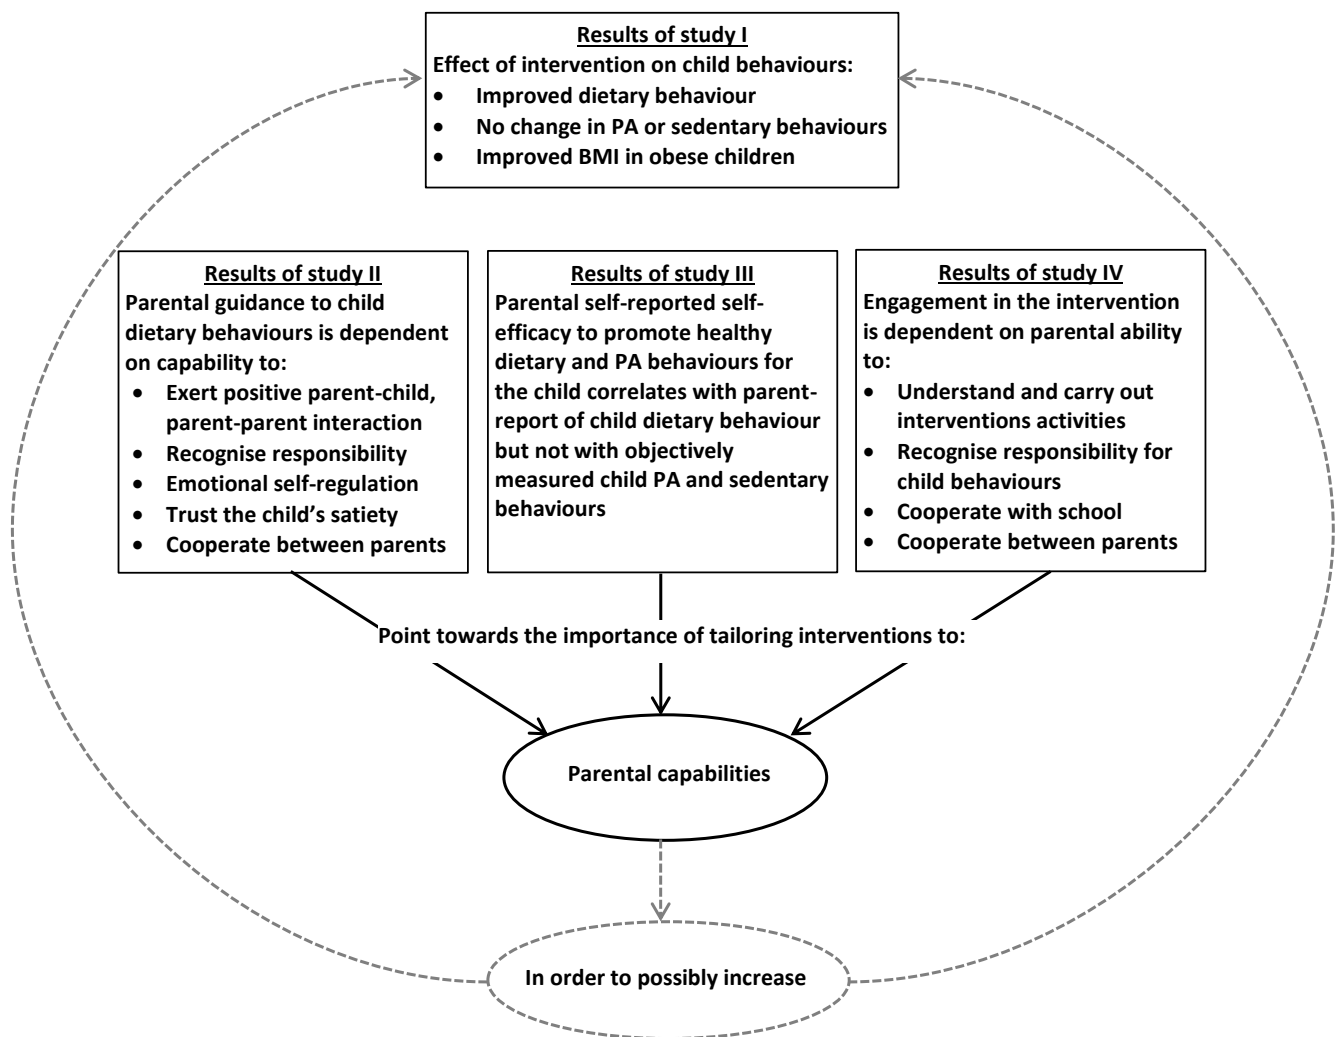 Results of study I
Effect of intervention on child behaviours:
• Improved dietary behaviour
• No change in PA or sedentary behaviours
• Improved BMI in obese children
Results of study II
Parental guidance to child
dietary behaviours is dependent
on capability to:
• Exert positive parent-child,
parent-parent interaction
• Recognise responsibility
• Emotional self-regulation
• Trust the child's satiety
• Cooperate between parents
Results of study III
Parental self-reported self-
efficacy to promote healthy
dietary and PA behaviours for
the child correlates with parent-
report of child dietary behaviour
but not with objectively
measured child PA and sedentary
behaviours
Results of study IV
Engagement in the intervention
is dependent on parental ability
to:
• Understand and carry out
interventions activities
• Recognise responsibility for
child behaviours
• Cooperate with school
• Cooperate between parents
Point towards the importance of tailoring interventions to:
Parental capabilities
In order to possibly increase